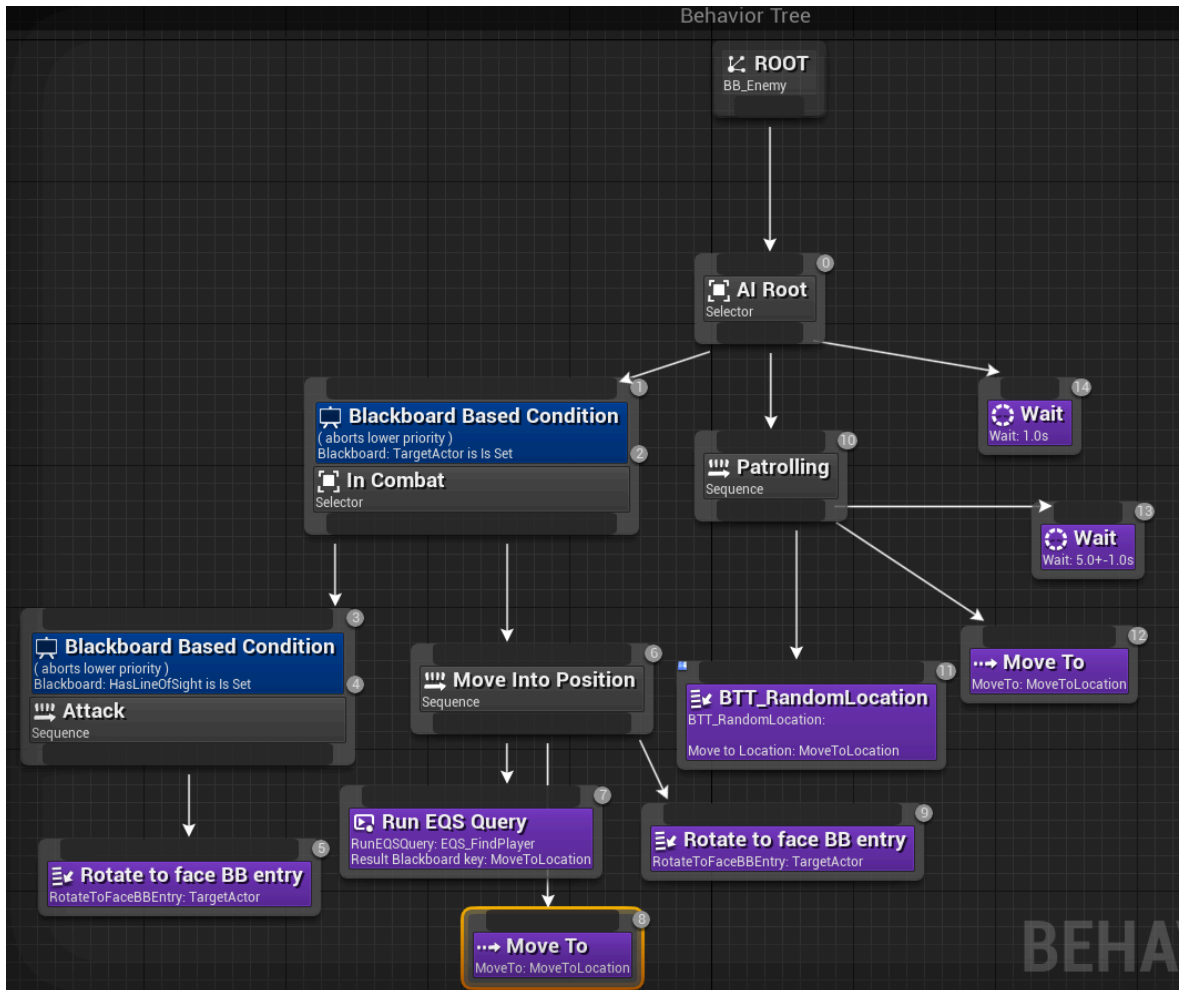 Behavior Tree
ROOT
BB_Enemy
0
AI Root
Selector
1
Blackboard Based Condition
( aborts lower priority )
Blackboard: TargetActor is Is Set
2
In Combat
Selector
10
Patrolling
Sequence
14
Wait
Wait: 1.0s
13
Wait
Wait: 5.0+-1.0s
3
Blackboard Based Condition
( aborts lower priority )
Blackboard: HasLineOfSight is Is Set
4
Attack
Sequence
6
Move Into Position
Sequence
11
BTT_RandomLocation
BTT_RandomLocation:
Move to Location: MoveToLocation
12
Move To
MoveTo: MoveToLocation
5
Rotate to face BB entry
RotateToFaceBBEntry: TargetActor
7
Run EQS Query
RunEQSQuery: EQS_FindPlayer
Result Blackboard key: MoveToLocation
9
Rotate to face BB entry
RotateToFaceBBEntry: TargetActor
8
Move To
MoveTo: MoveToLocation
BEHA